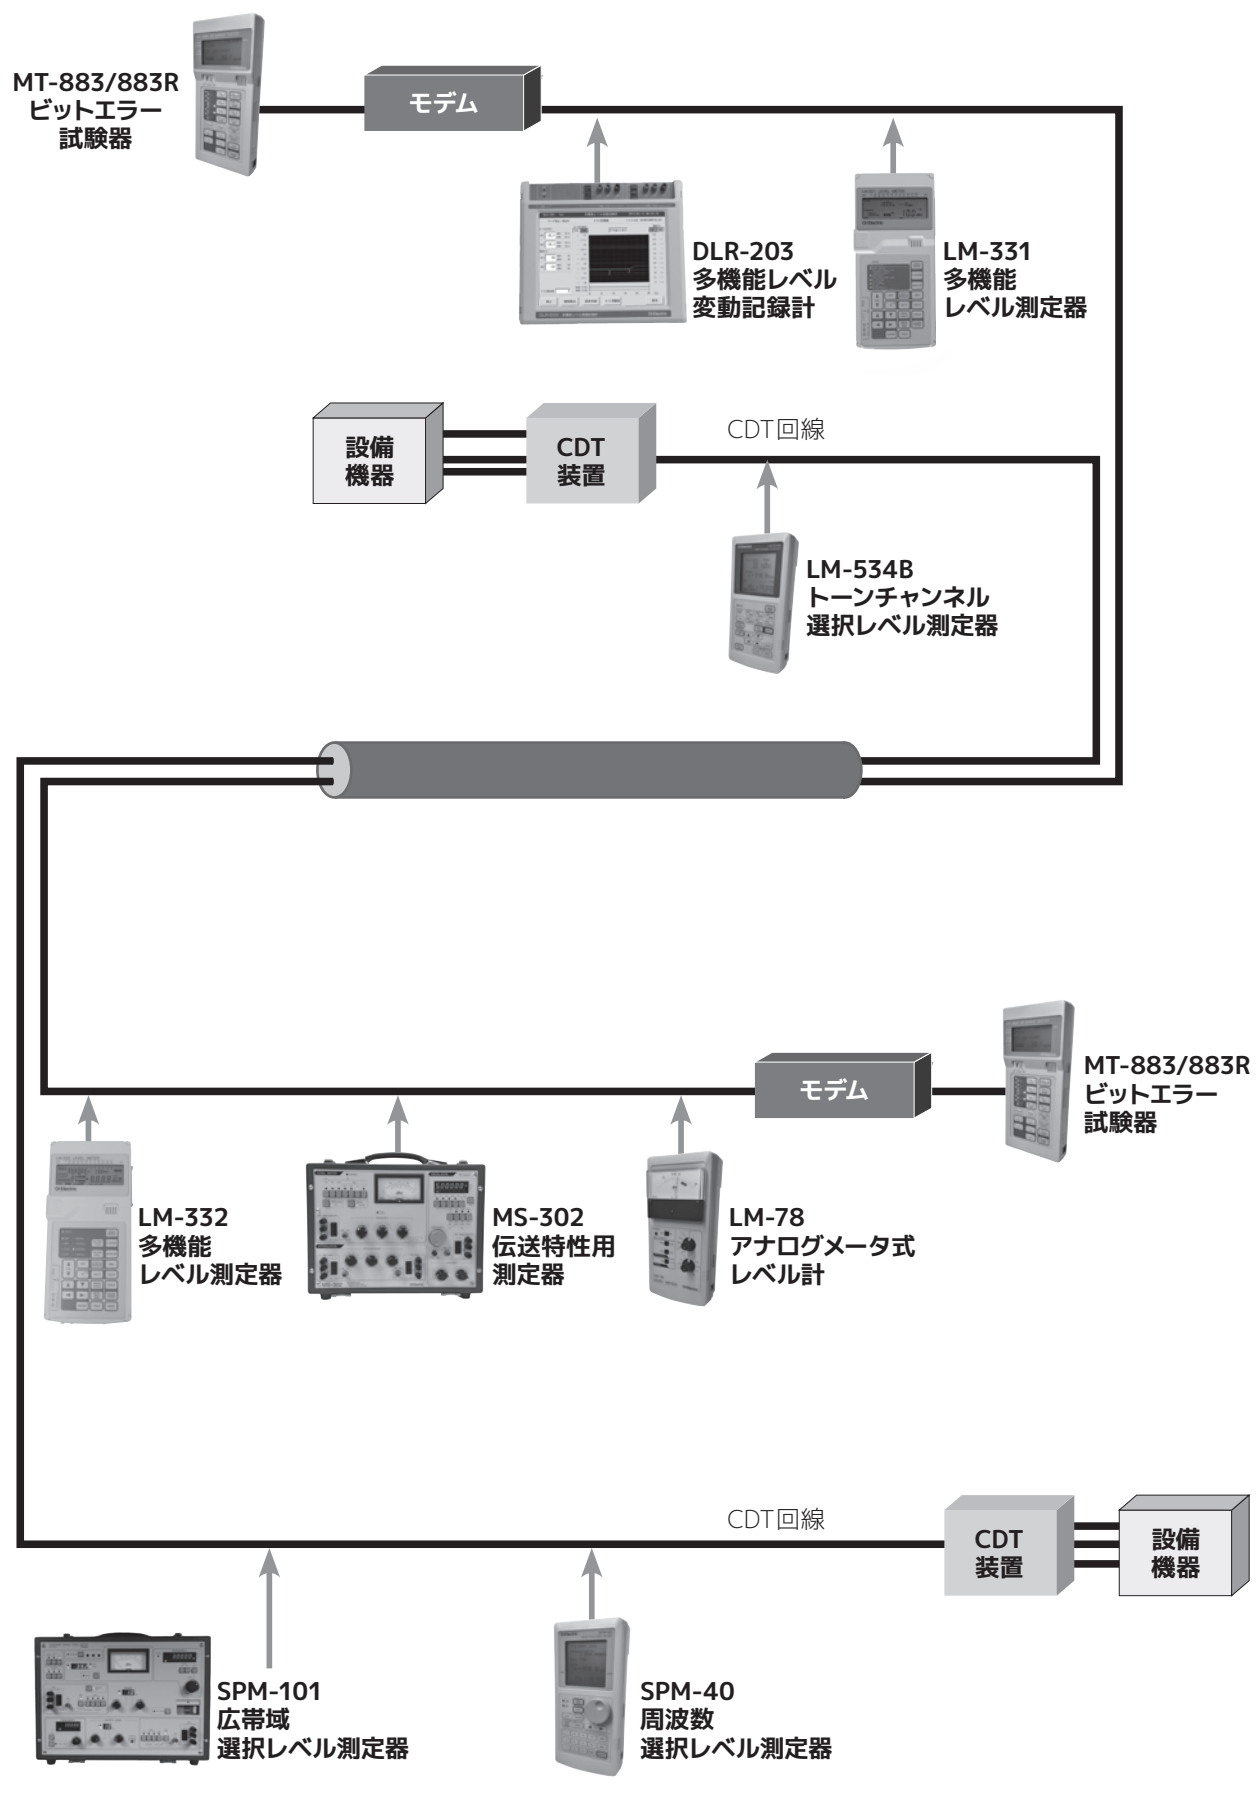 MT-883/883R
ビットエラー
試験器
モデム
DLR-203
多機能レベル
変動記録計
LM-331
多機能
レベル測定器
設備
機器
CDT
装置
CDT回線
LM-534B
トーンチャンネル
選択レベル測定器
モデム
MT-883/883R
ビットエラー
試験器
LM-332
多機能
レベル測定器
MS-302
伝送特性用
測定器
LM-78
アナログメータ式
レベル計
CDT回線
CDT
装置
設備
機器
SPM-101
広帯域
選択レベル測定器
SPM-40
周波数
選択レベル測定器